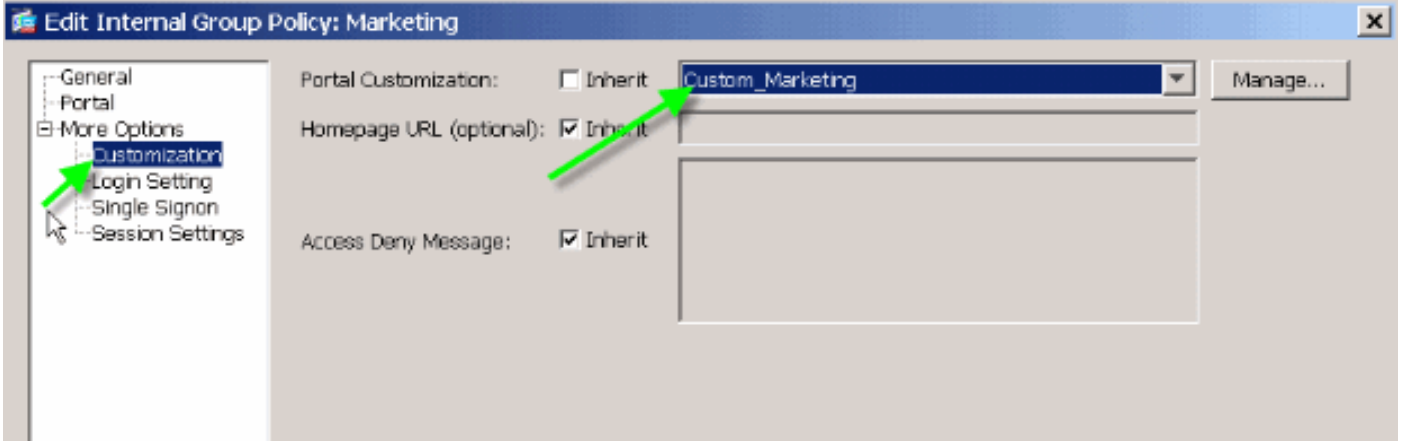 Edit Internal Group Policy: Marketing
General
Portal
More Options
Customization
Login Setting
Single Signon
Session Settings
Portal Customization: Inherit Custom_Marketing Manage...
Homepage URL (optional): Inherit
Access Deny Message: Inherit